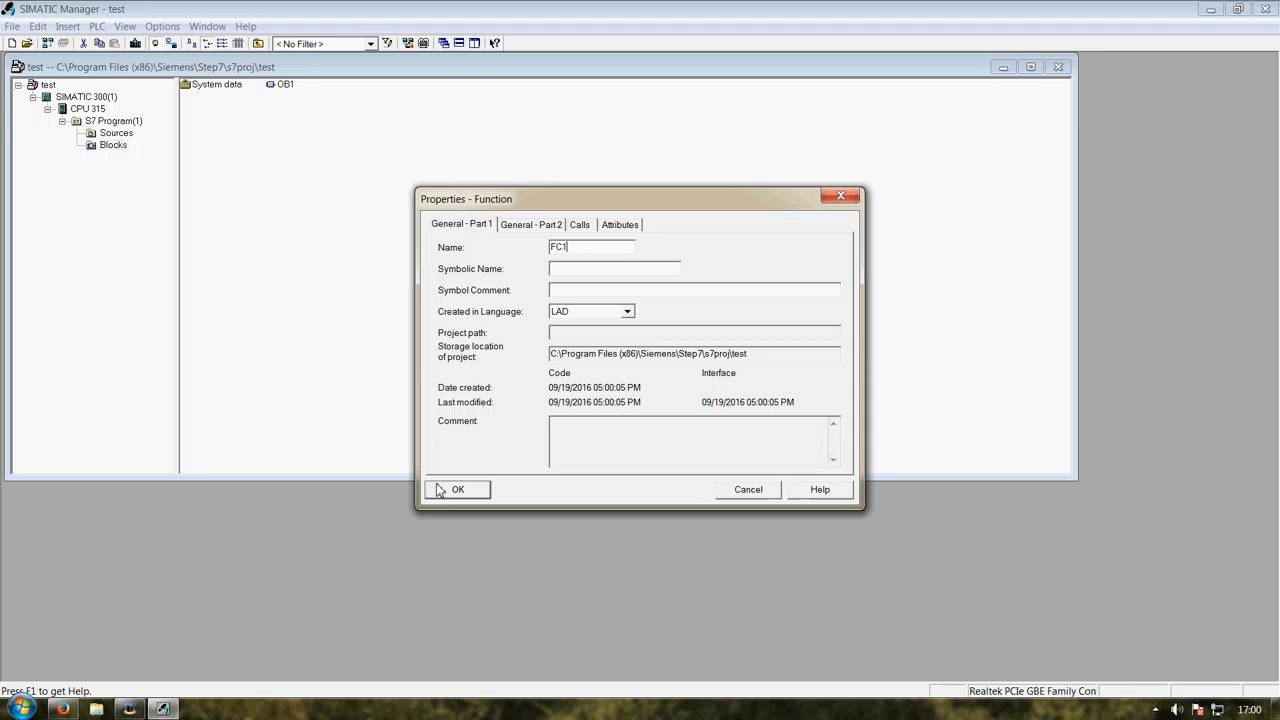 SIMATIC Manager - test
File Edit Insert PLC View Options Window Help
< No Filter >
test -- C:\Program Files (x86)\Siemens\Step7\s7proj\test
test
SIMATIC 300(1)
CPU 315
S7 Program(1)
Sources
Blocks
System data OB1
Properties - Function
General - Part 1 General - Part 2 Calls Attributes
Name: FC1
Symbolic Name:
Symbol Comment:
Created in Language: LAD
Project path:
Storage location
of project: C:\Program Files (x86)\Siemens\Step7\s7proj\test
Code Interface
Date created: 09/19/2016 05:00:05 PM
Last modified: 09/19/2016 05:00:05 PM 09/19/2016 05:00:05 PM
Comment:
OK Cancel Help
Press F1 to get Help. Realtek PCIe GBE Family Con
17:00